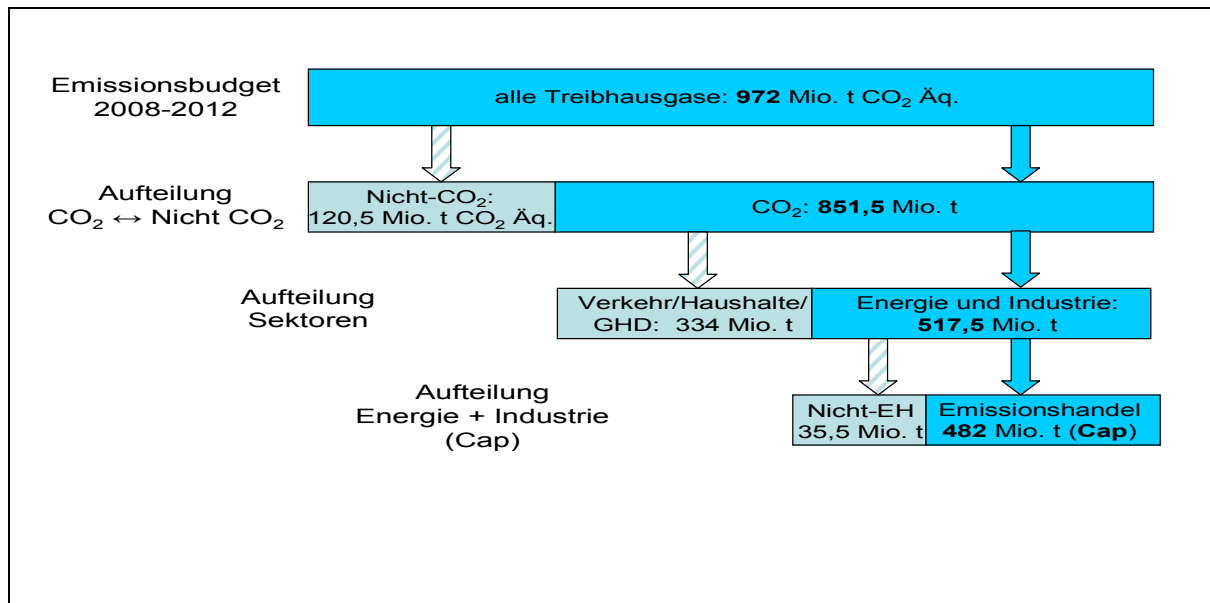 Emissionsbudget
2008-2012
alle Treibhausgase: 972 Mio. t CO₂ Äq.
Aufteilung
CO₂ ↔ Nicht CO₂
Nicht-CO₂:
120,5 Mio. t CO₂ Äq.
CO₂: 851,5 Mio. t
Aufteilung
Sektoren
Verkehr/Haushalte/
GHD: 334 Mio. t
Energie und Industrie:
517,5 Mio. t
Aufteilung
Energie + Industrie
(Cap)
Nicht-EH
35,5 Mio. t
Emissionshandel
482 Mio. t (Cap)